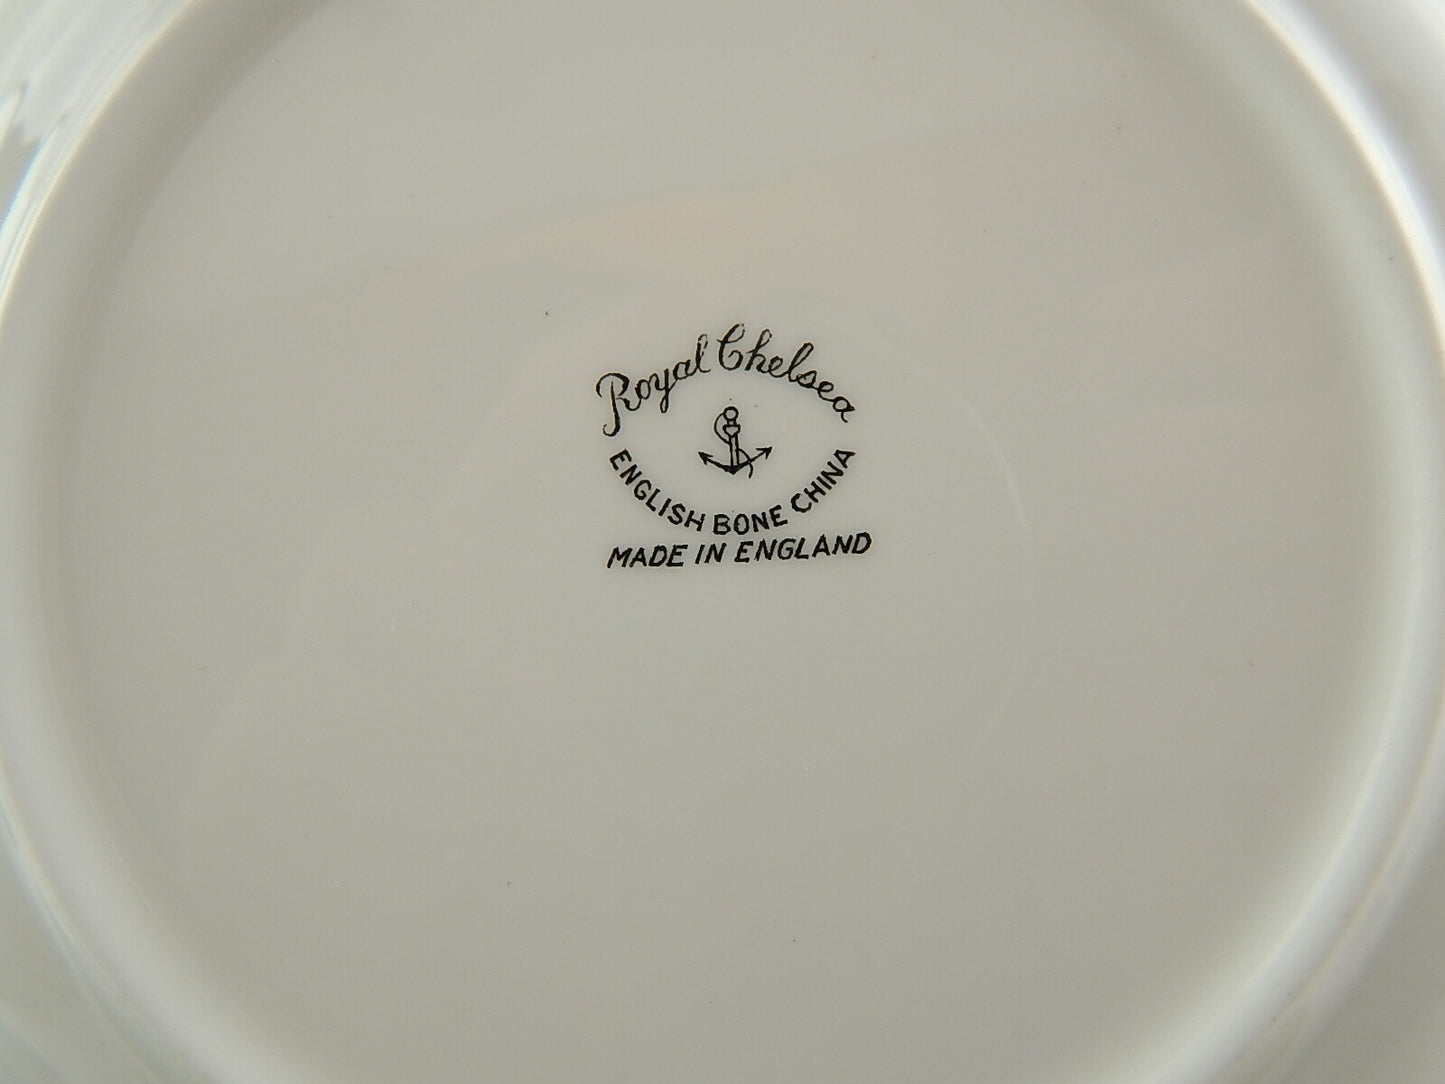 Royal Chelsea
ENGLISH BONE CHINA
MADE IN ENGLAND